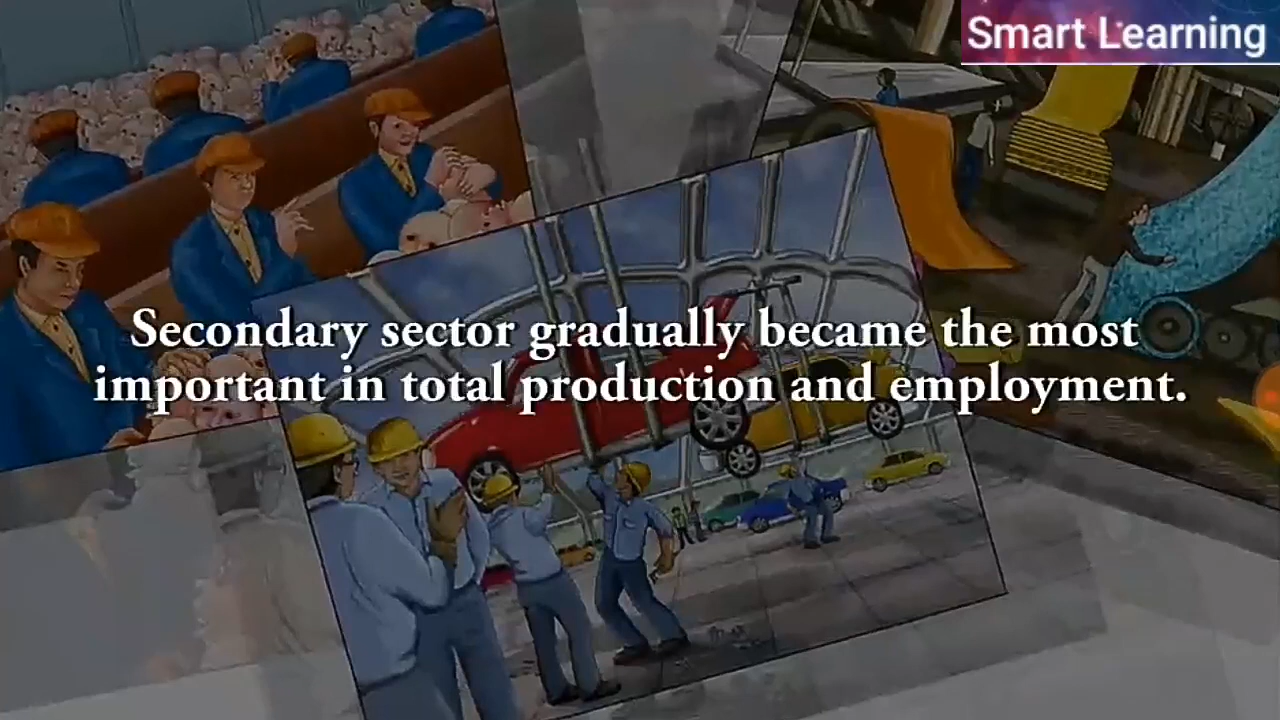 Smart Learning
Secondary sector gradually became the most
important in total production and employment.